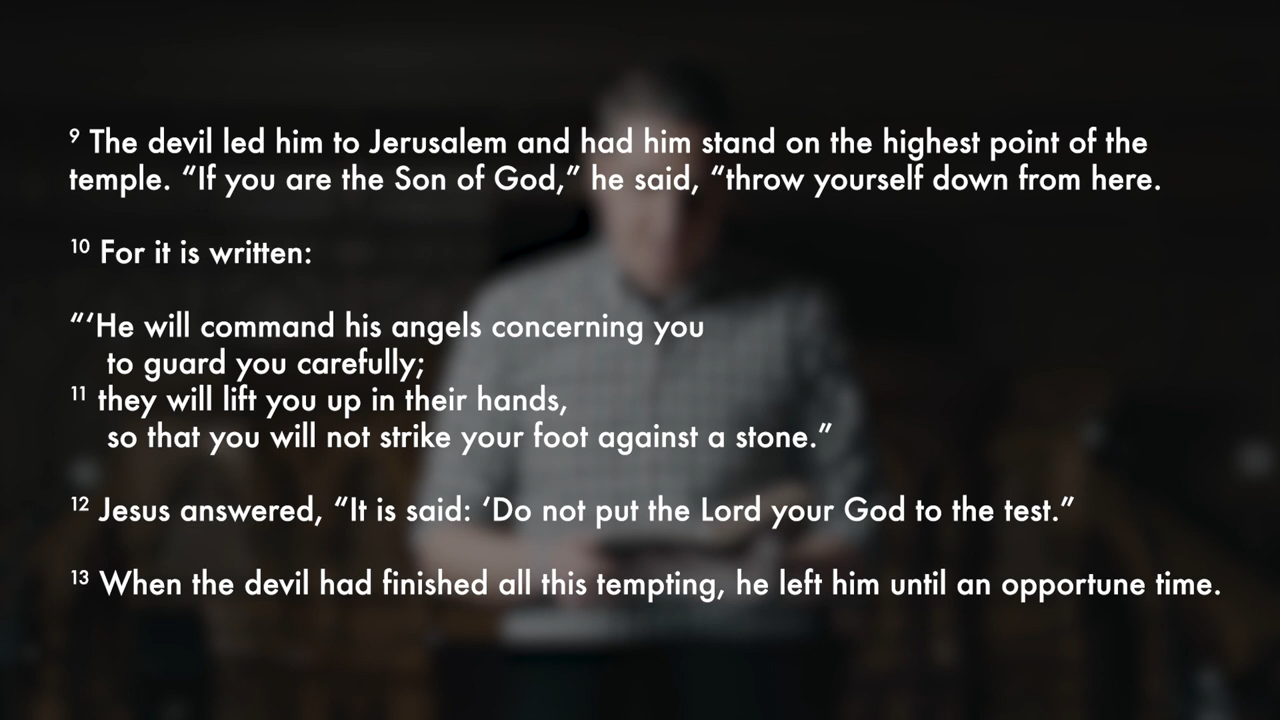 ⁹ The devil led him to Jerusalem and had him stand on the highest point of the
temple. “If you are the Son of God,” he said, “throw yourself down from here.
¹⁰ For it is written:
“‘He will command his angels concerning you
to guard you carefully;
¹¹ they will lift you up in their hands,
so that you will not strike your foot against a stone.”
¹² Jesus answered, “It is said: ‘Do not put the Lord your God to the test.”
¹³ When the devil had finished all this tempting, he left him until an opportune time.